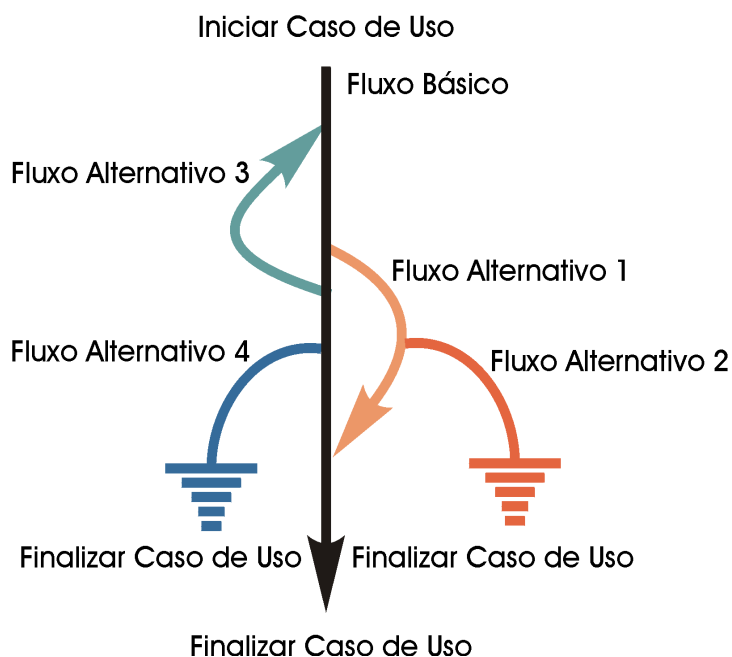 Iniciar Caso de Uso
Fluxo Básico
Fluxo Alternativo 3
Fluxo Alternativo 1
Fluxo Alternativo 4
Fluxo Alternativo 2
Finalizar Caso de Uso
Finalizar Caso de Uso
Finalizar Caso de Uso